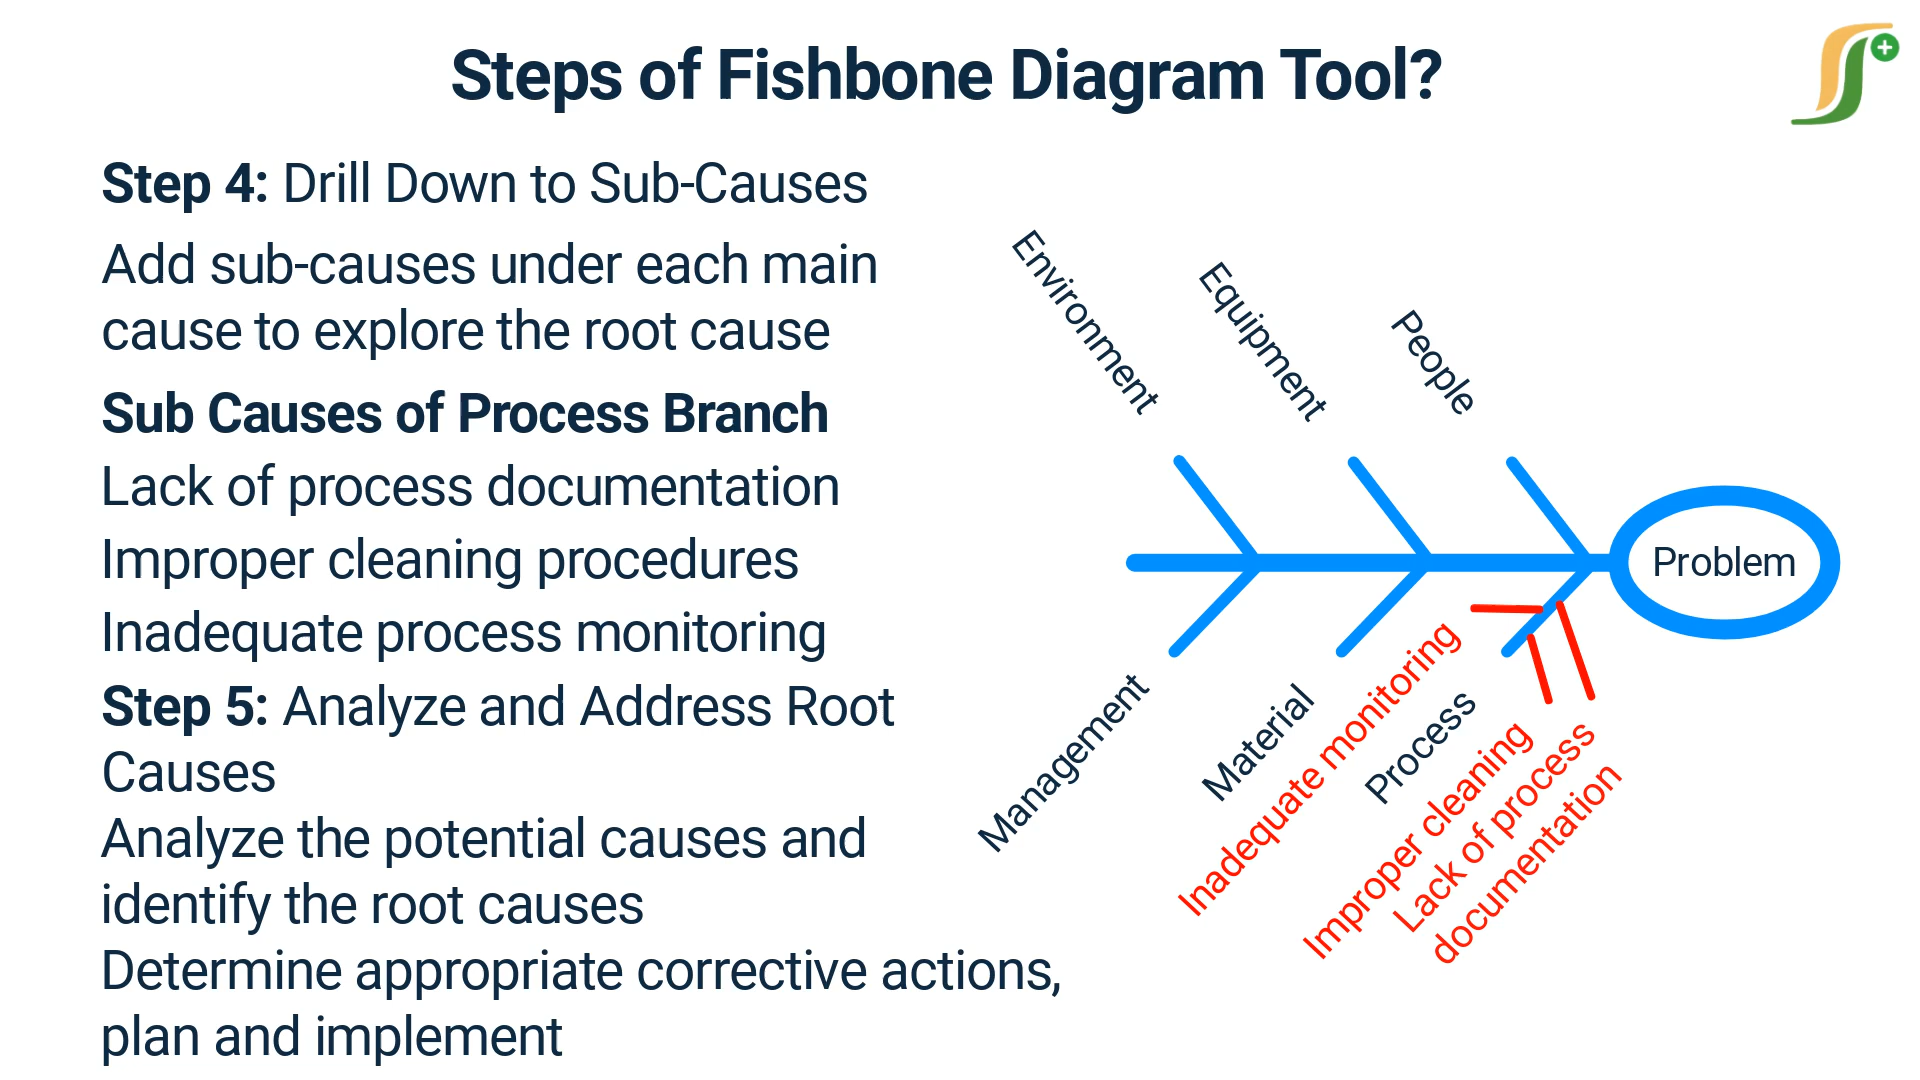 Steps of Fishbone Diagram Tool?
Step 4: Drill Down to Sub-Causes
Add sub-causes under each main
cause to explore the root cause
Sub Causes of Process Branch
Lack of process documentation
Improper cleaning procedures
Inadequate process monitoring
Step 5: Analyze and Address Root
Causes
Analyze the potential causes and
identify the root causes
Determine appropriate corrective actions,
plan and implement
Environment
Equipment
People
Problem
Management
Material
Inadequate monitoring
Process
Improper cleaning
Lack of process
documentation